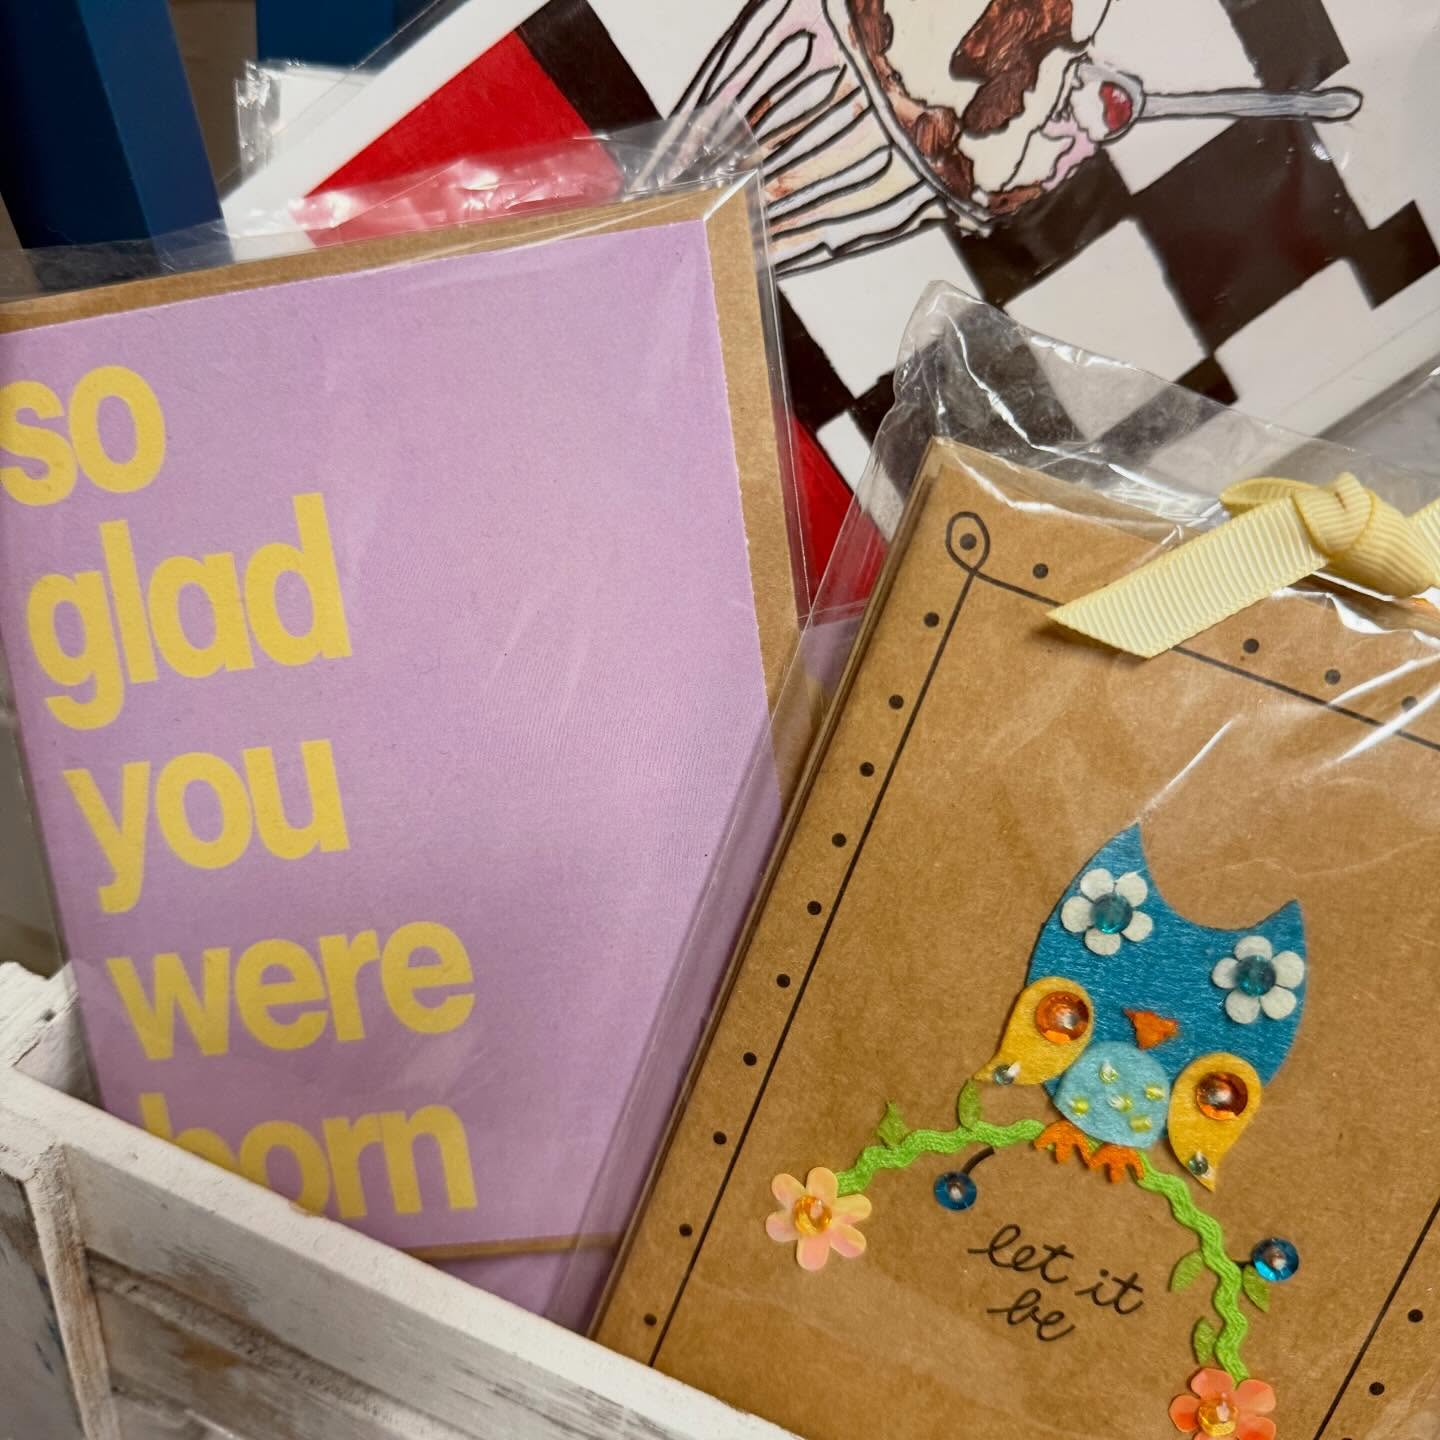 so
glad
you
were
born
let it
be